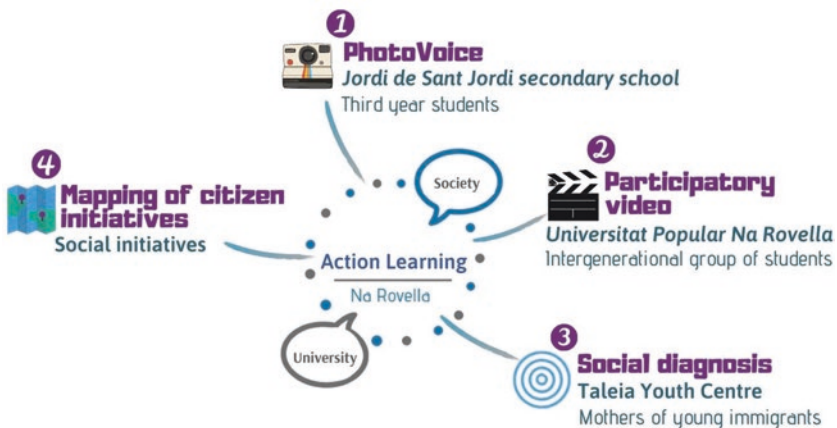 1
PhotoVoice
Jordi de Sant Jordi secondary school
Third year students
2
Participatory
video
Universitat Popular Na Rovella
Intergenerational group of students
3
Social diagnosis
Taleia Youth Centre
Mothers of young immigrants
4
Mapping of citizen
initiatives
Social initiatives
Society
Action Learning
Na Rovella
University